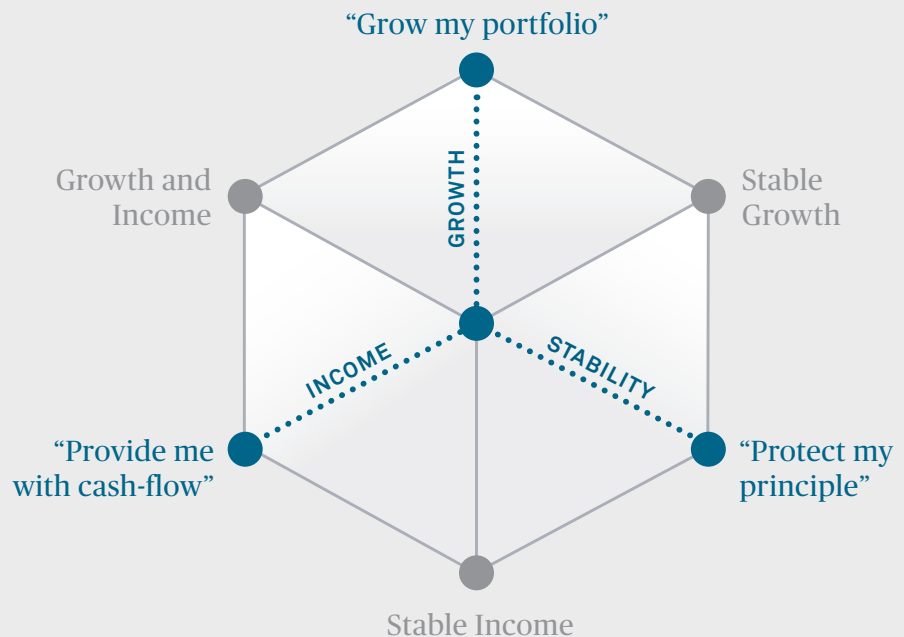 “Grow my portfolio”
Growth and
Income
GROWTH
Stable
Growth
INCOME
STABILITY
“Provide me
with cash-flow”
“Protect my
principle”
Stable Income